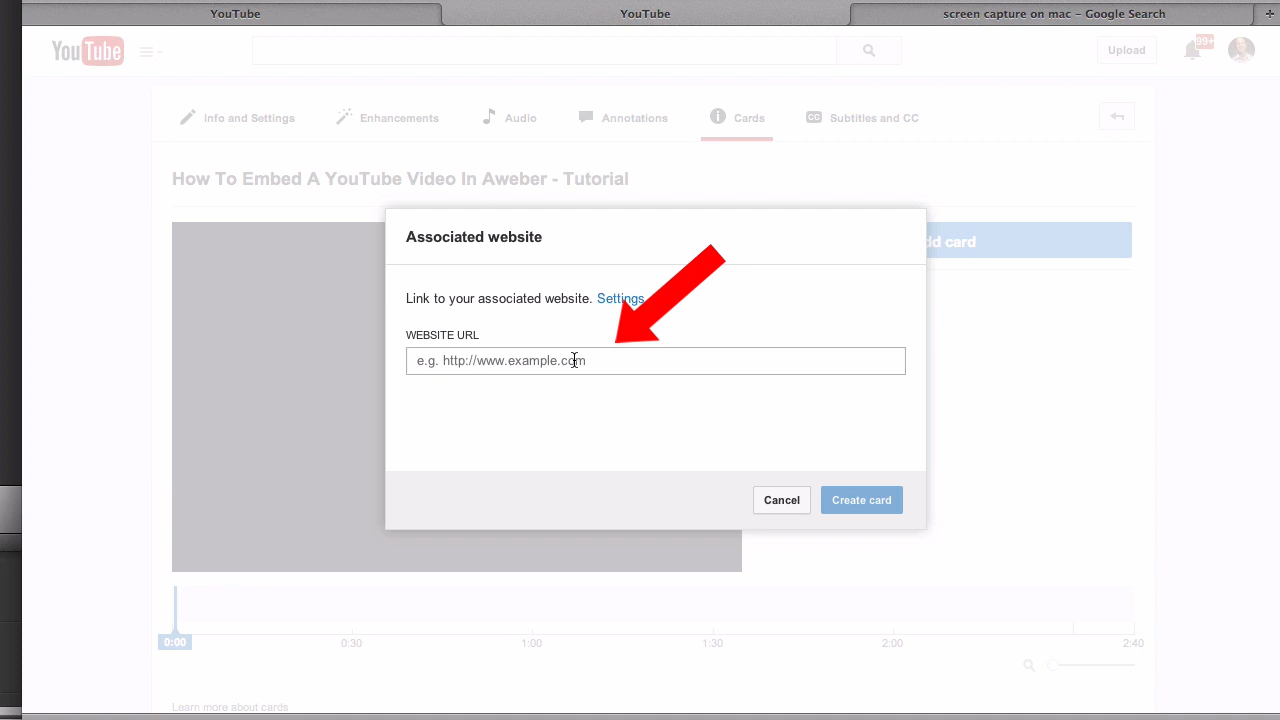 YouTube
YouTube
screen capture on mac – Google Search
+
YouTube
Upload
99+
Info and Settings
Enhancements
Audio
Annotations
Cards
CC
Subtitles and CC
How To Embed A YouTube Video In Aweber - Tutorial
dd card
Associated website
Link to your associated website. Settings
WEBSITE URL
e.g. http://www.example.com
Cancel
Create card
0:00
0:30
1:00
1:30
2:00
2:40
Learn more about cards